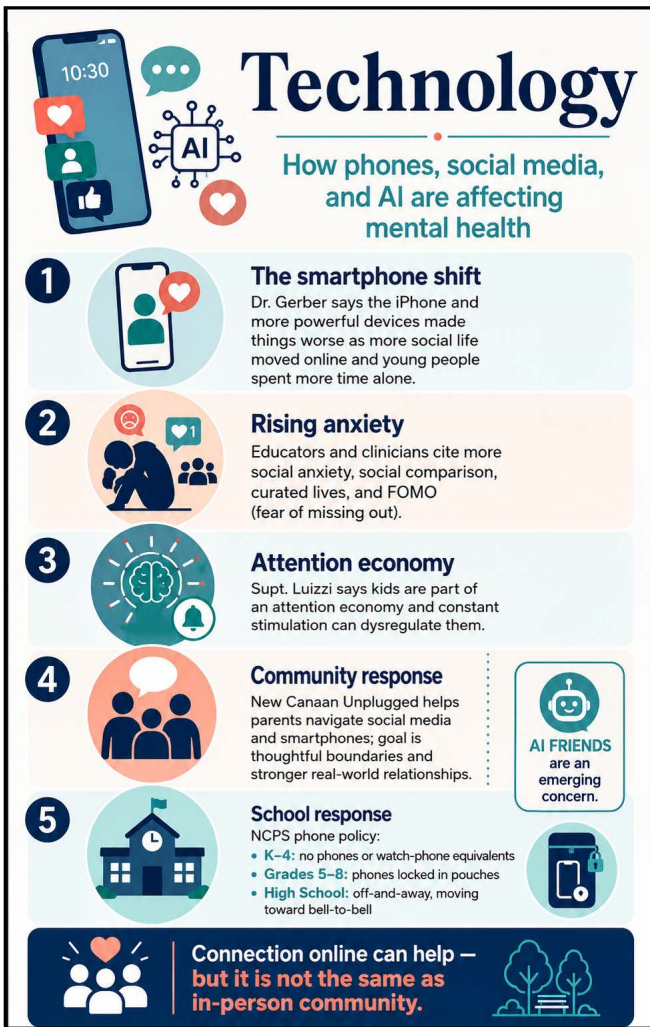 10:30
AI
Technology
How phones, social media,
and AI are affecting
mental health
1
The smartphone shift
Dr. Gerber says the iPhone and
more powerful devices made
things worse as more social life
moved online and young people
spent more time alone.
2
1
Rising anxiety
Educators and clinicians cite more
social anxiety, social comparison,
curated lives, and FOMO
(fear of missing out).
3
Attention economy
Supt. Luizzi says kids are part of
an attention economy and constant
stimulation can dysregulate them.
4
Community response
New Canaan Unplugged helps
parents navigate social media
and smartphones; goal is
thoughtful boundaries and
stronger real-world relationships.
AI FRIENDS
are an
emerging
concern.
5
School response
NCPS phone policy:
• K–4: no phones or watch-phone equivalents
• Grades 5–8: phones locked in pouches
• High School: off-and-away, moving
toward bell-to-bell
Connection online can help —
but it is not the same as
in-person community.